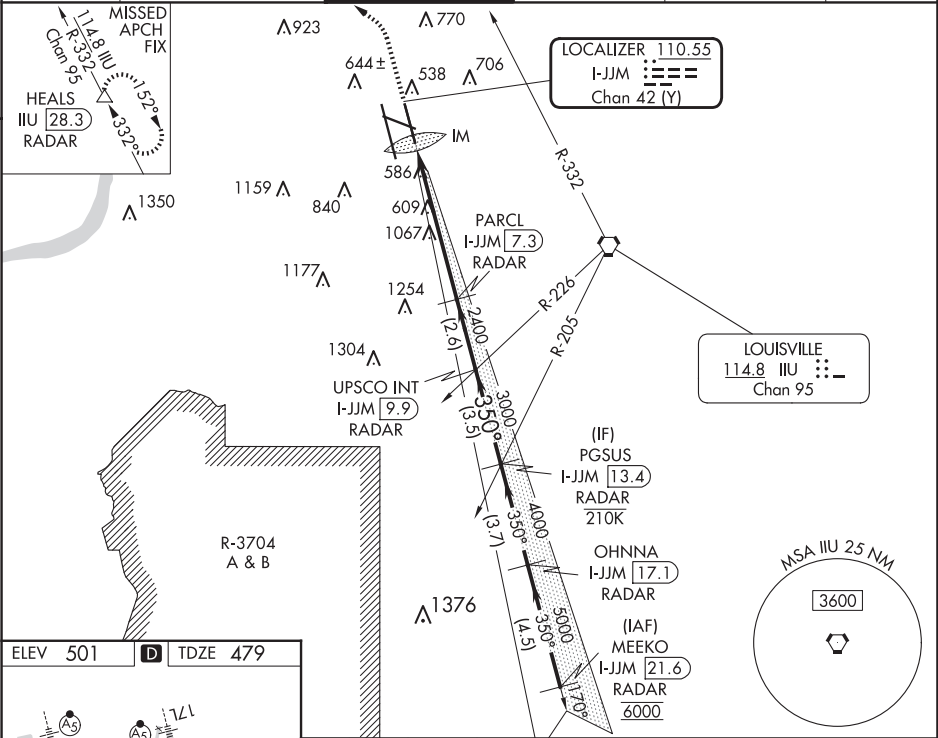 MISSED
APCH
FIX
114.8 IIU
R-332
Chan 95
HEALS
IIU 28.3
RADAR
152°
332°
923
770
644 ±
538
706
LOCALIZER 110.55
I-JJM
Chan 42 (Y)
IM
R-332
586
1159
840
609
1350
1067
PARCL
I-JJM 7.3
RADAR
1177
1254
R-226
R-205
2400
(2.6)
1304
LOUISVILLE
114.8 IIU
Chan 95
UPSCO INT
I-JJM 9.9
RADAR
3000
350°
(3.5)
(IF)
PGSUS
I-JJM 13.4
RADAR
210K
4000
350°
(3.7)
R-3704
A & B
OHNNA
I-JJM 17.1
RADAR
MSA IIU 25 NM
3600
1376
5000
350°
(4.5)
(IAF)
MEEKO
I-JJM 21.6
RADAR
6000
170°
ELEV 501 D TDZE 479
A5
A5
17L